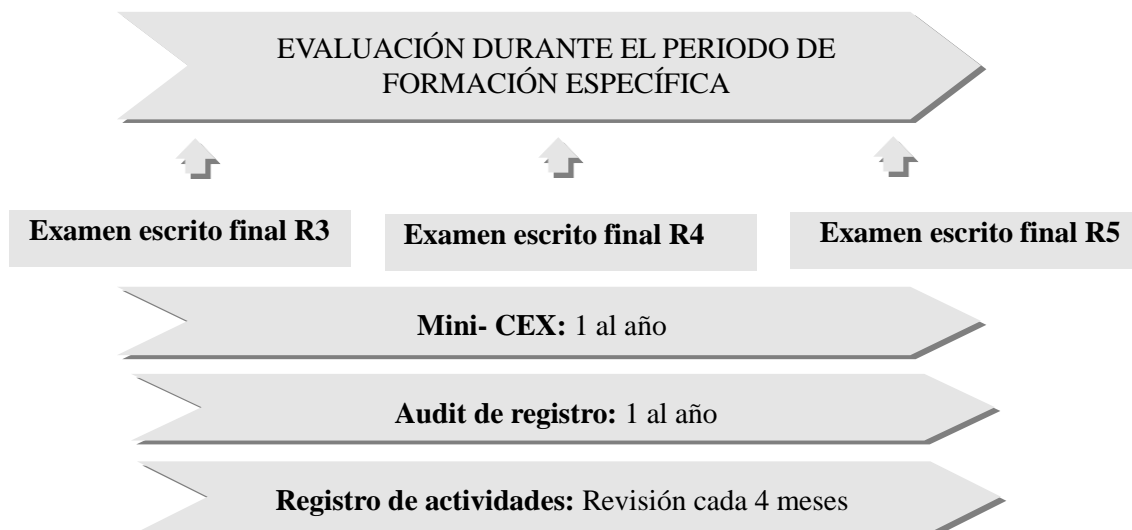 EVALUACIÓN DURANTE EL PERIODO DE
FORMACIÓN ESPECÍFICA
Examen escrito final R3
Examen escrito final R4
Examen escrito final R5
Mini- CEX: 1 al año
Audit de registro: 1 al año
Registro de actividades: Revisión cada 4 meses